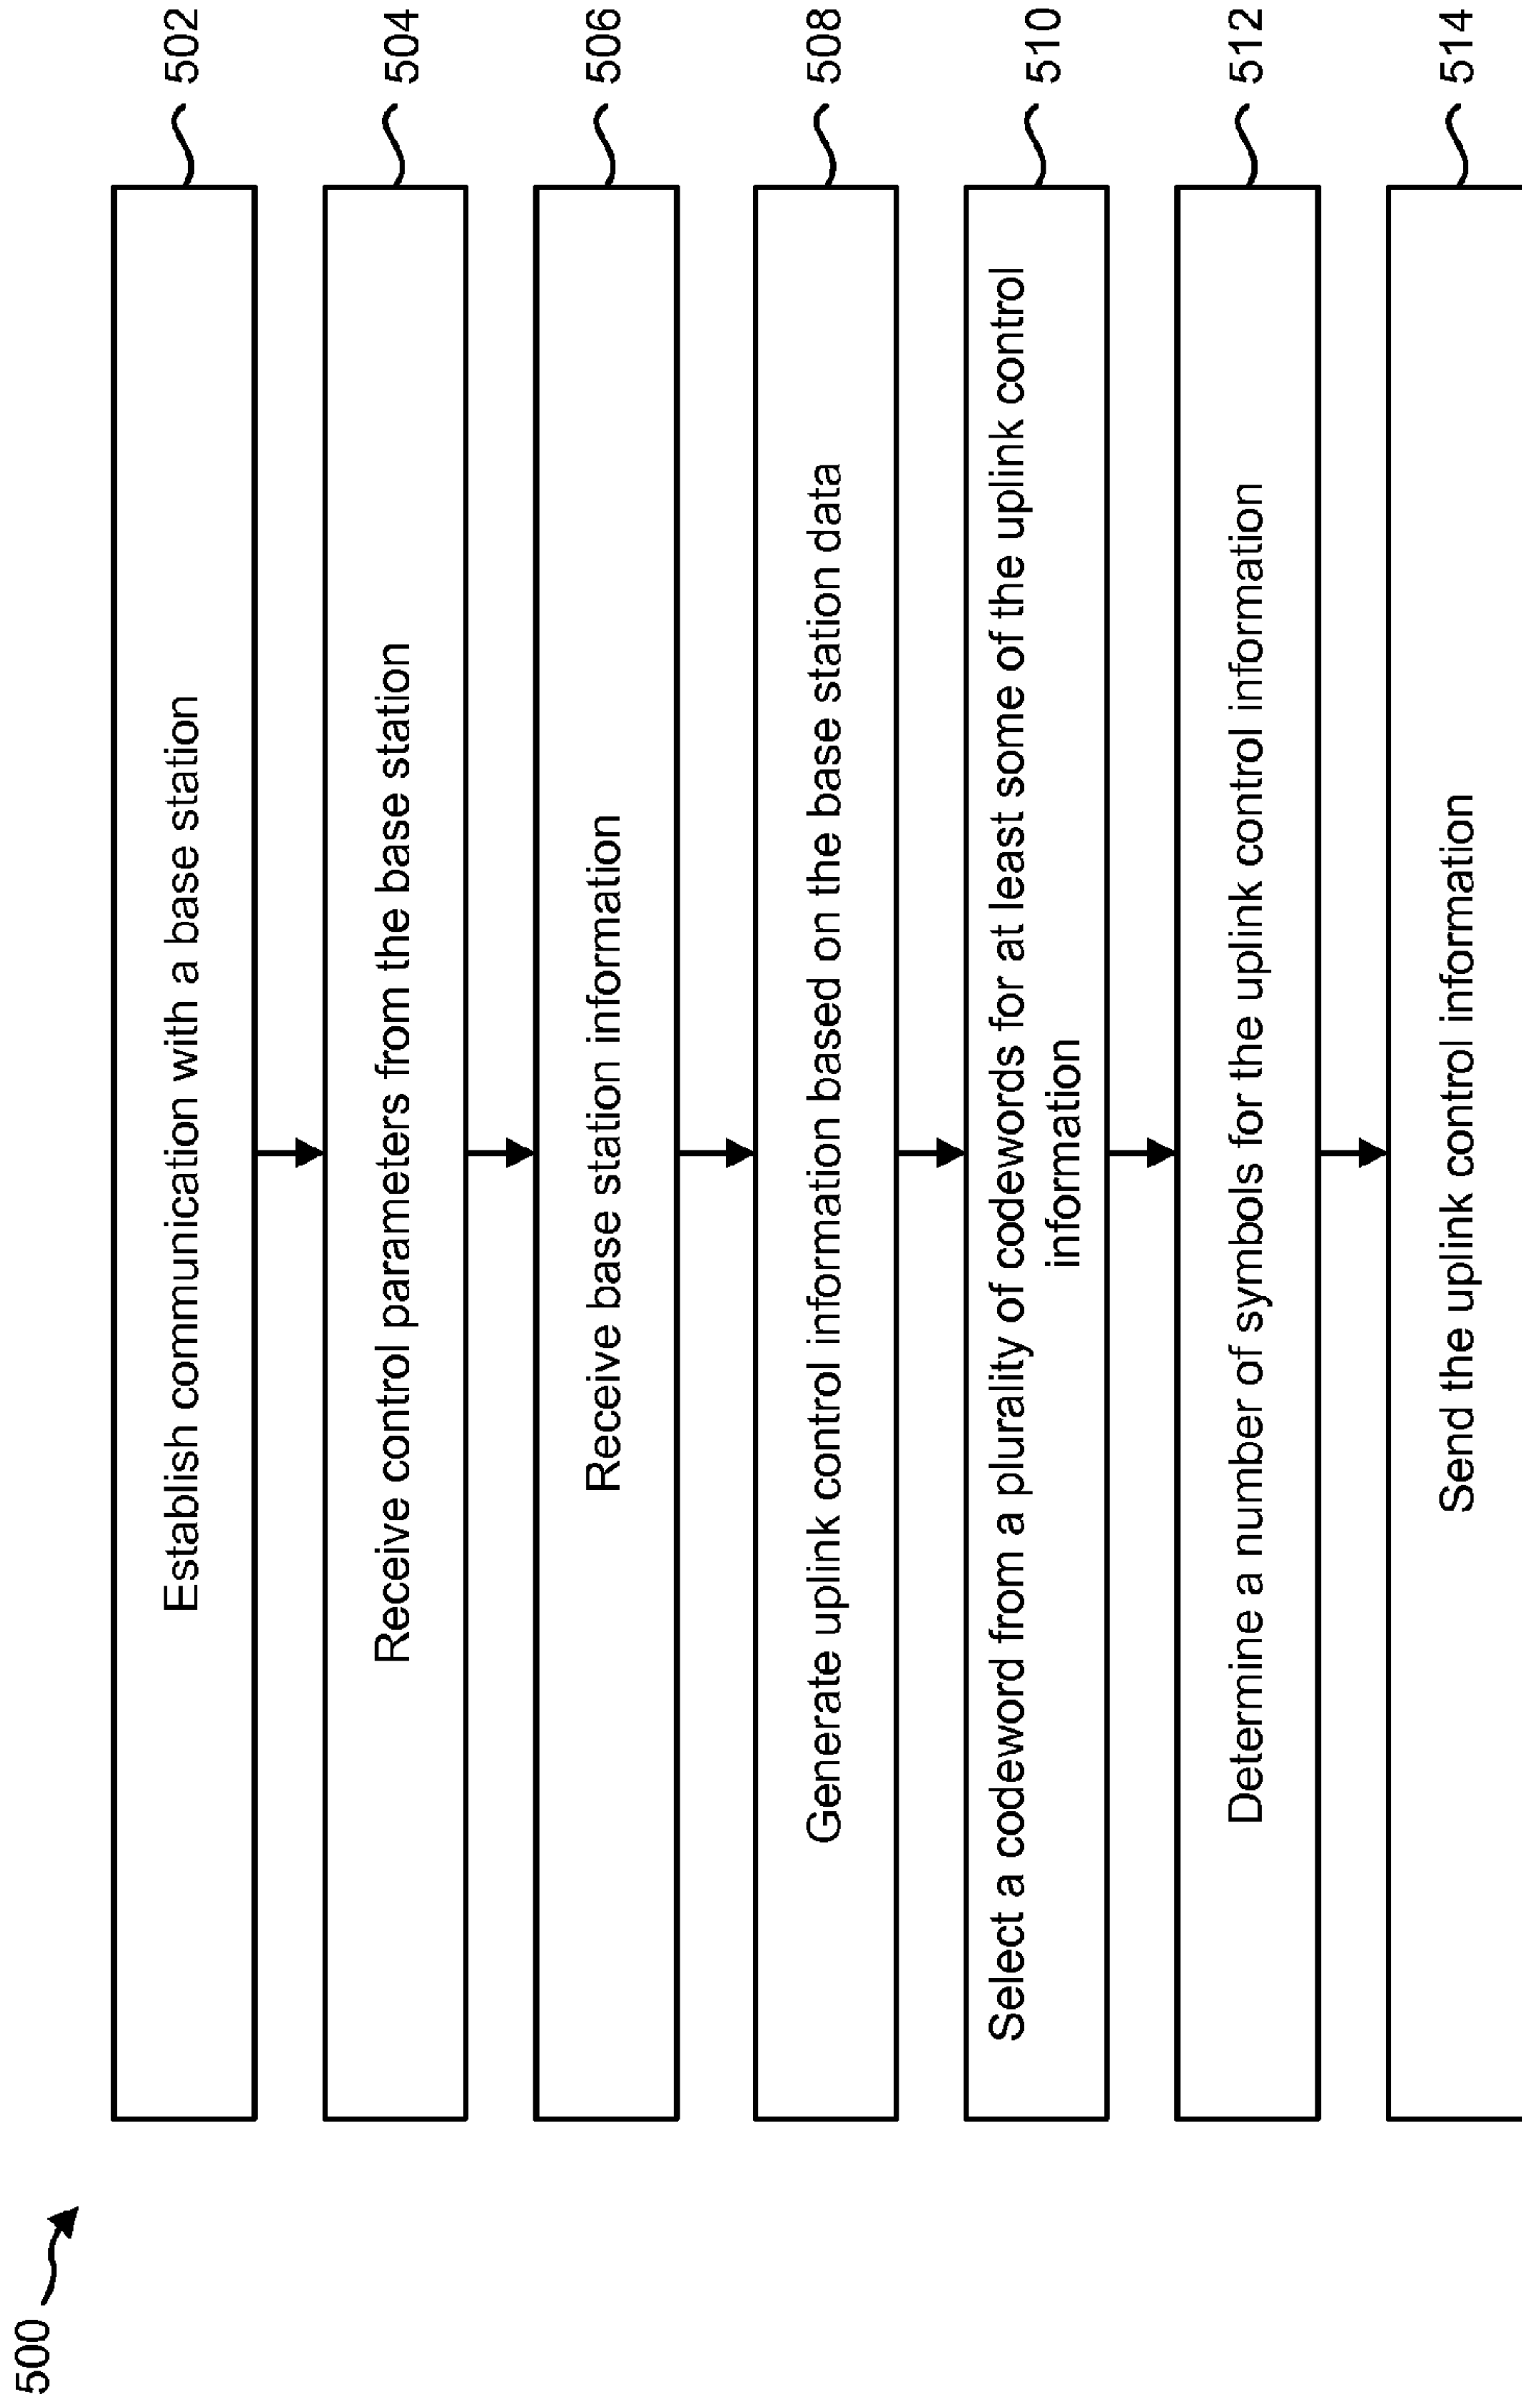 500
Establish communication with a base station
502
Receive control parameters from the base station
504
Receive base station information
506
Generate uplink control information based on the base station data
508
Select a codeword from a plurality of codewords for at least some of the uplink control
information
510
Determine a number of symbols for the uplink control information
512
Send the uplink control information
514